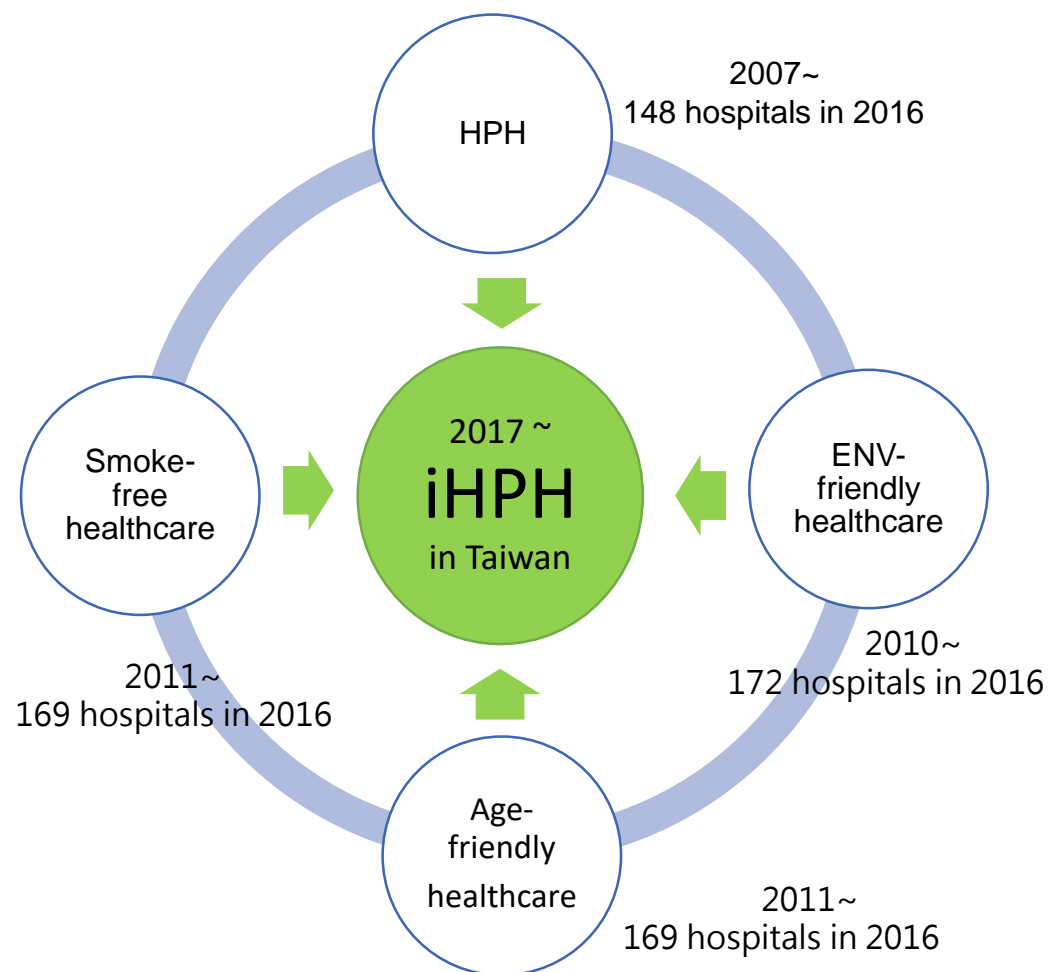 2007~
148 hospitals in 2016
HPH
2017 ~
iHPH
in Taiwan
Smoke-
free
healthcare
ENV-
friendly
healthcare
2010~
172 hospitals in 2016
2011~
169 hospitals in 2016
Age-
friendly
healthcare
2011~
169 hospitals in 2016